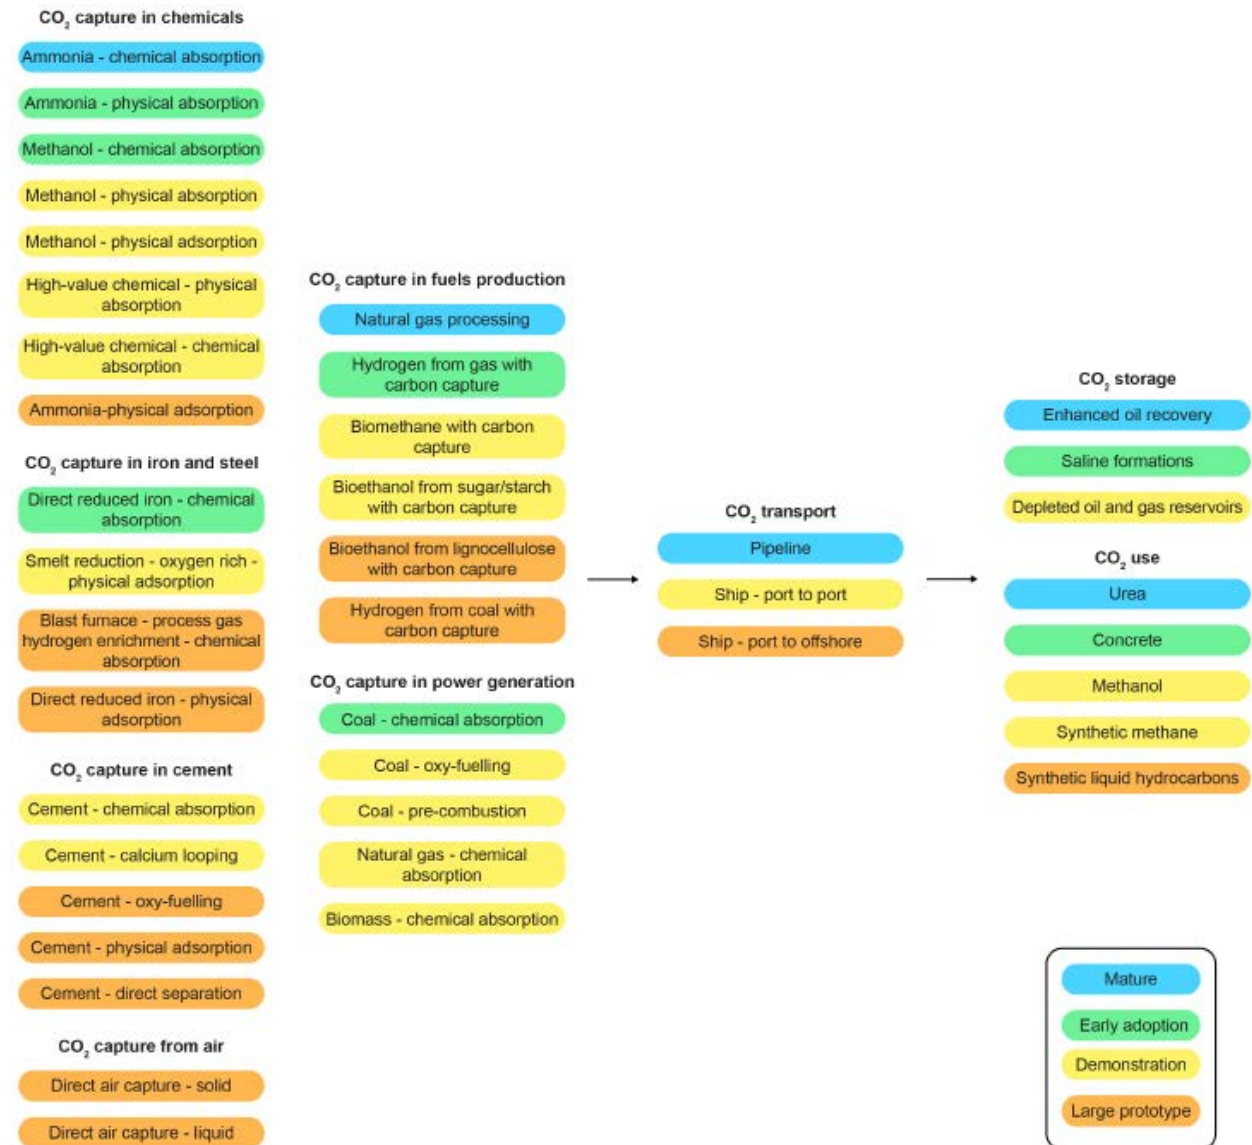 CO₂ capture in chemicals
Ammonia - chemical absorption
Ammonia - physical absorption
Methanol - chemical absorption
Methanol - physical absorption
Methanol - physical adsorption
High-value chemical - physical
absorption
High-value chemical - chemical
absorption
Ammonia-physical adsorption
CO₂ capture in iron and steel
Direct reduced iron - chemical
absorption
Smelt reduction - oxygen rich -
physical adsorption
Blast furnace - process gas
hydrogen enrichment - chemical
absorption
Direct reduced iron - physical
adsorption
CO₂ capture in cement
Cement - chemical absorption
Cement - calcium looping
Cement - oxy-fuelling
Cement - physical adsorption
Cement - direct separation
CO₂ capture from air
Direct air capture - solid
Direct air capture - liquid
CO₂ capture in fuels production
Natural gas processing
Hydrogen from gas with
carbon capture
Biomethane with carbon
capture
Bioethanol from sugar/starch
with carbon capture
Bioethanol from lignocellulose
with carbon capture
Hydrogen from coal with
carbon capture
CO₂ capture in power generation
Coal - chemical absorption
Coal - oxy-fuelling
Coal - pre-combustion
Natural gas - chemical
absorption
Biomass - chemical absorption
CO₂ transport
Pipeline
Ship - port to port
Ship - port to offshore
CO₂ storage
Enhanced oil recovery
Saline formations
Depleted oil and gas reservoirs
CO₂ use
Urea
Concrete
Methanol
Synthetic methane
Synthetic liquid hydrocarbons
Mature
Early adoption
Demonstration
Large prototype